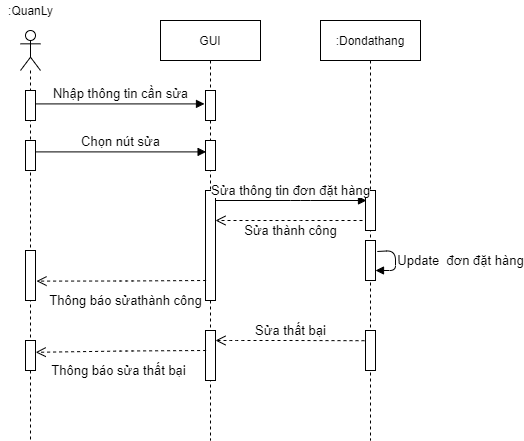 :QuanLy
GUI
:Dondathang
Nhập thông tin cần sửa
Chọn nút sửa
Sửa thông tin đơn đặt hàng
Sửa thành công
Update đơn đặt hàng
Thông báo sửathành công
Sửa thất bại
Thông báo sửa thất bại